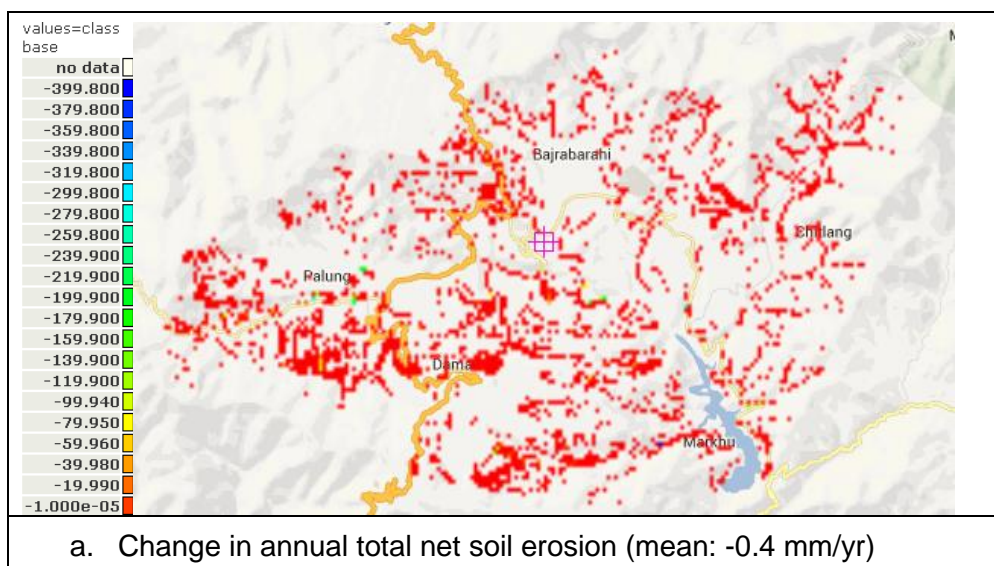 values=class
base
no data
-399.800
-379.800
-359.800
-339.800
-319.800
-299.800
-279.800
-259.800
-239.900
-219.900
-199.900
-179.900
-159.900
-139.900
-119.900
-99.940
-79.950
-59.960
-39.980
-19.990
-1.000e-05
Bajrabarahi
Chitlang
Palung
Dama
Markhu
a. Change in annual total net soil erosion (mean: -0.4 mm/yr)